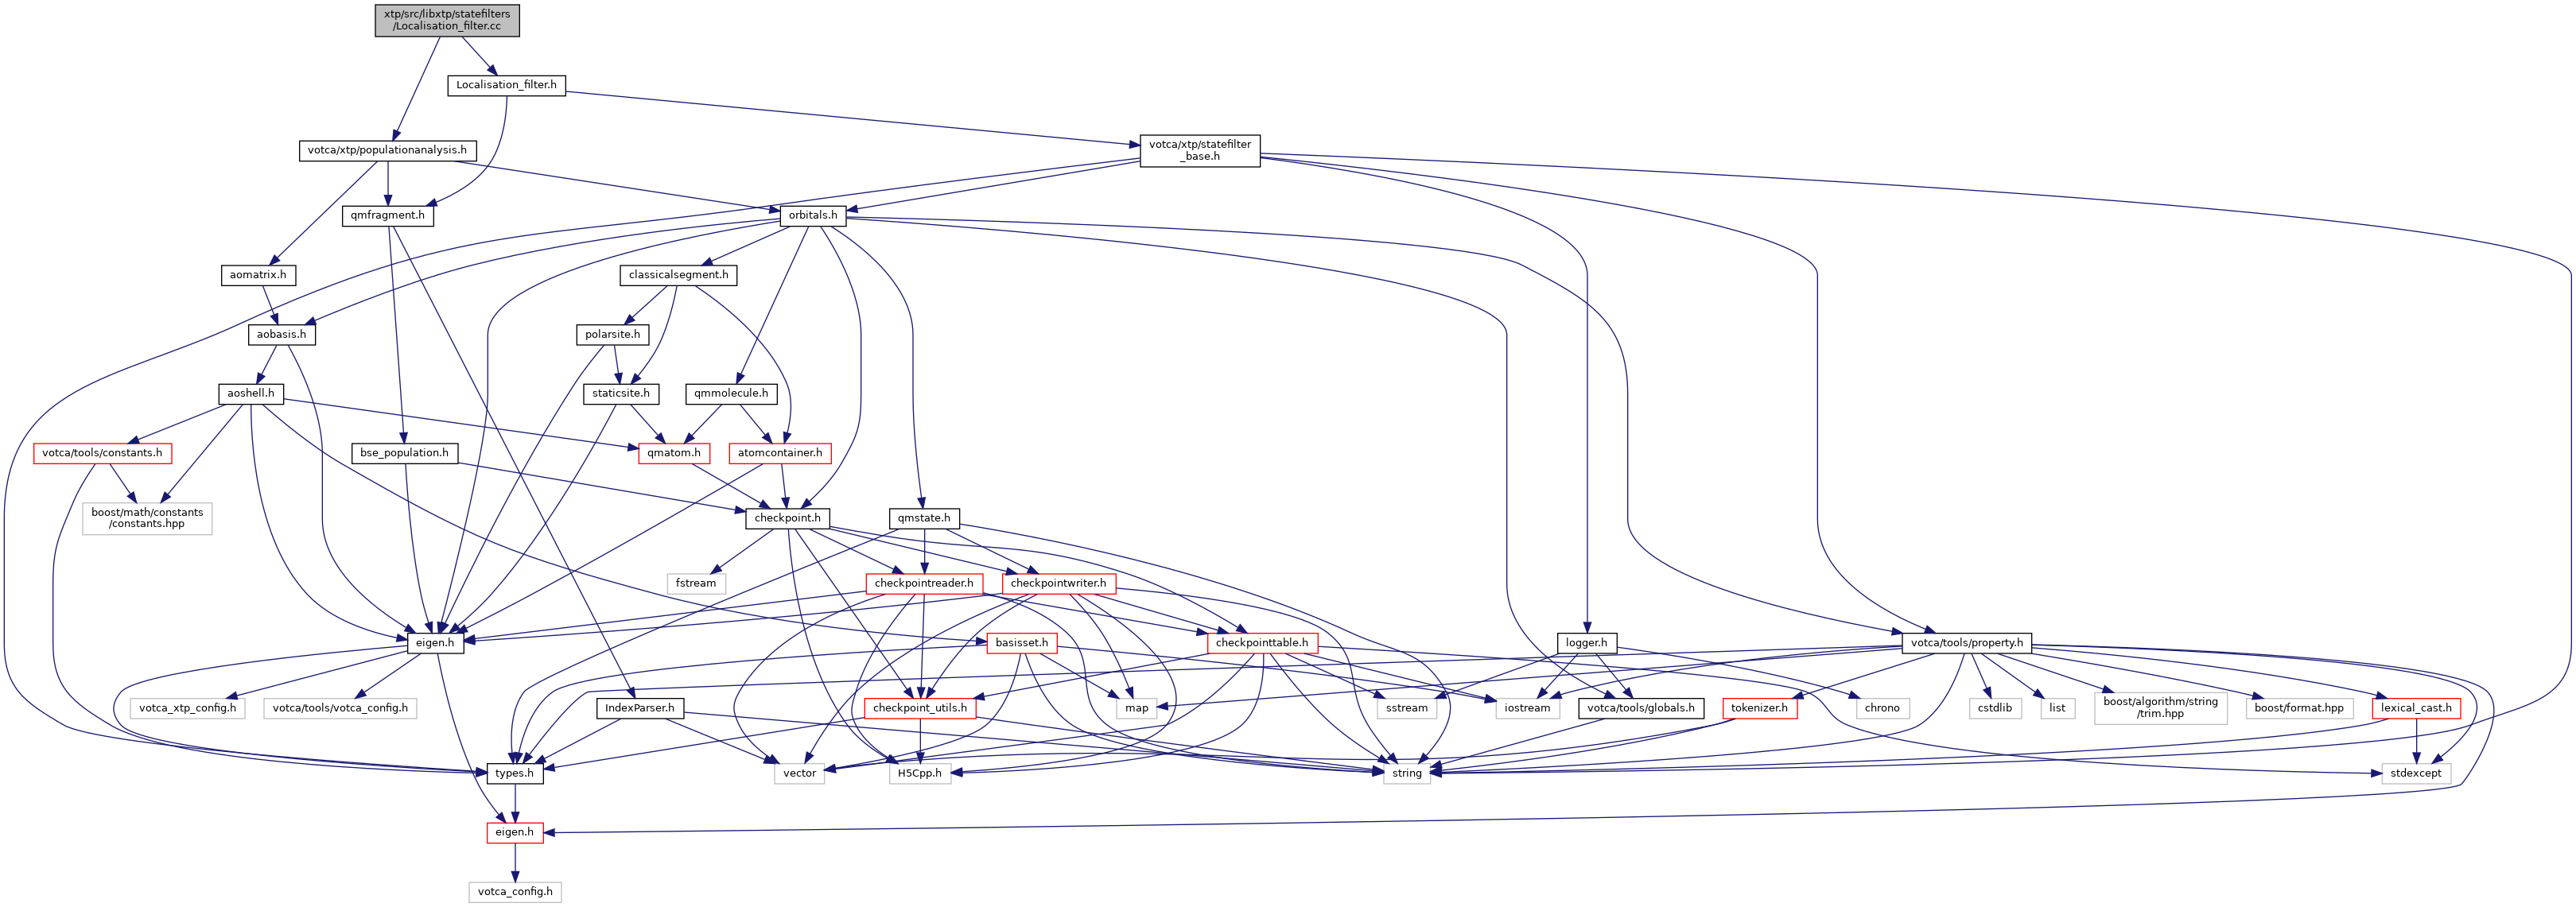 xtp/src/libxtp/statefilters
/Localisation_filter.cc
Localisation_filter.h
votca/xtp/populationanalysis.h
votca/xtp/statefilter
_base.h
qmfragment.h
orbitals.h
aomatrix.h
classicalsegment.h
aobasis.h
polarsite.h
aoshell.h
staticsite.h
qmmolecule.h
votca/tools/constants.h
bse_population.h
qmatom.h
atomcontainer.h
boost/math/constants
/constants.hpp
checkpoint.h
qmstate.h
fstream
checkpointreader.h
checkpointwriter.h
eigen.h
basisset.h
checkpointtable.h
logger.h
votca/tools/property.h
votca_xtp_config.h
votca/tools/votca_config.h
IndexParser.h
checkpoint_utils.h
map
sstream
iostream
votca/tools/globals.h
tokenizer.h
chrono
cstdlib
list
boost/algorithm/string
/trim.hpp
boost/format.hpp
lexical_cast.h
types.h
vector
H5Cpp.h
string
stdexcept
eigen.h
votca_config.h